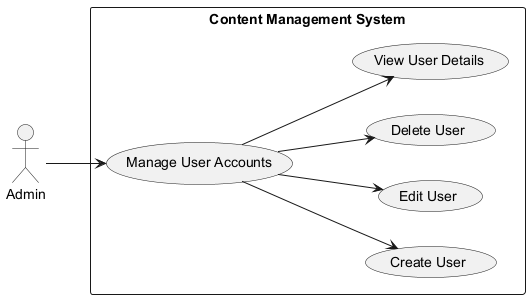 Content Management System
View User Details
Delete User
Manage User Accounts
Admin
Edit User
Create User